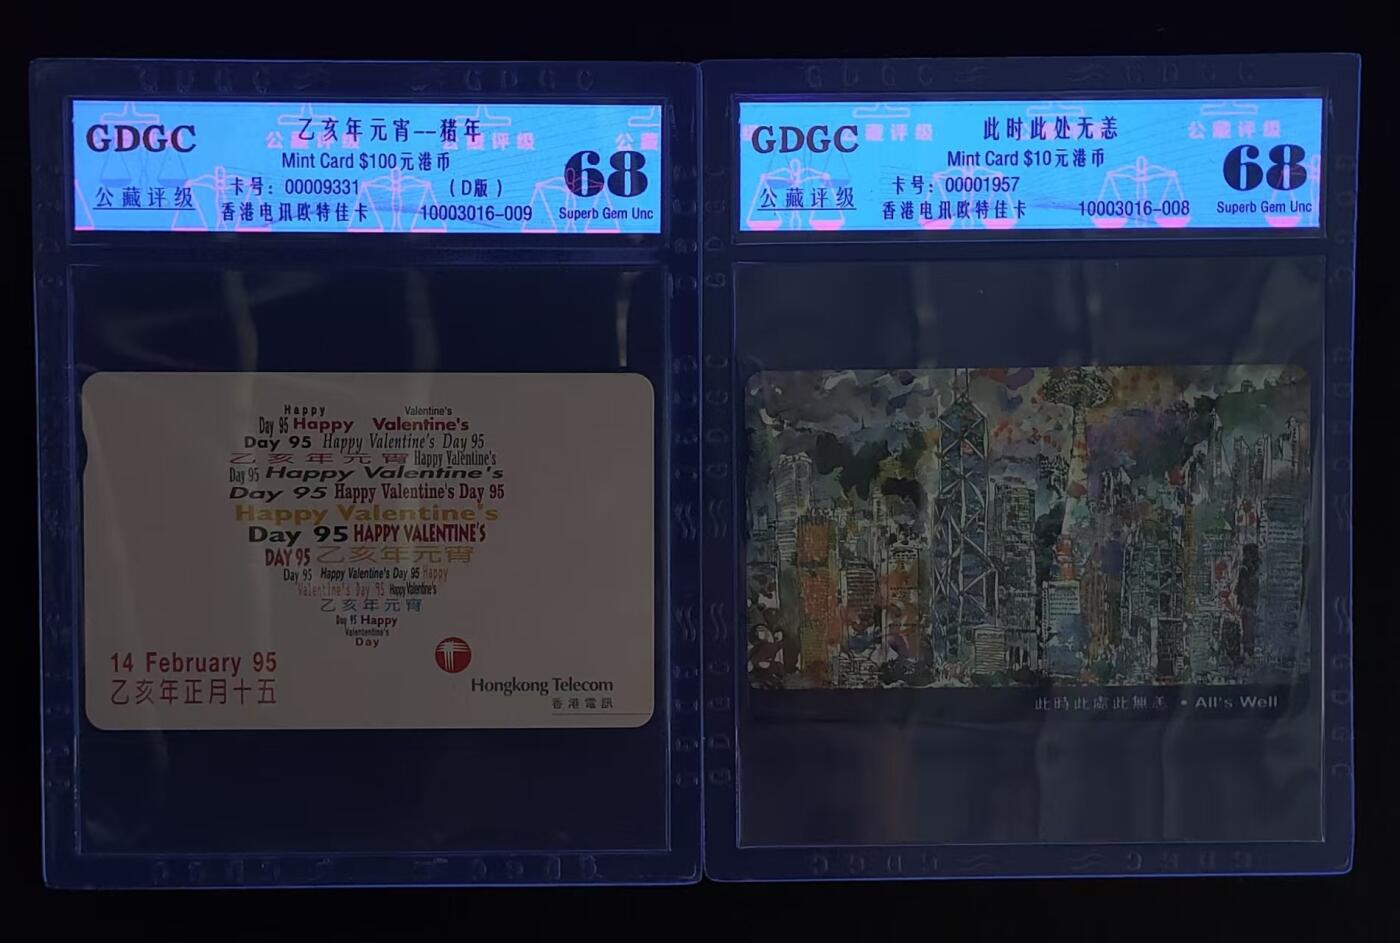 GDGC
公藏评级
乙亥年元宵--猪年
Mint Card $100元港币
卡号：00009331 （D版）
香港电讯欧特佳卡 10003016-009
68
Superb Gem Unc
Happy Valentine's
Day 95 Happy Valentine's
Day 95 Happy Valentine's Day 95
乙亥年元宵 Happy Valentine's
Day 95 Happy Valentine's
Day 95 Happy Valentine's Day 95
Happy Valentine's
Day 95 HAPPY VALENTINE'S
DAY 95 乙亥年元宵
Day 95 Happy Valentine's Day 95 Happy
Valentine's Day 95 Happy Valentine's
乙亥年元宵
Day 95 Happy
Valententine's
Day
14 February 95
乙亥年正月十五
Hongkong Telecom
香港電訊
GDGC
公藏评级
此时此处无恙
Mint Card $10元港币
卡号：00001957
香港电讯欧特佳卡 10003016-008
68
Superb Gem Unc
此時此處此無恙 • All's Well